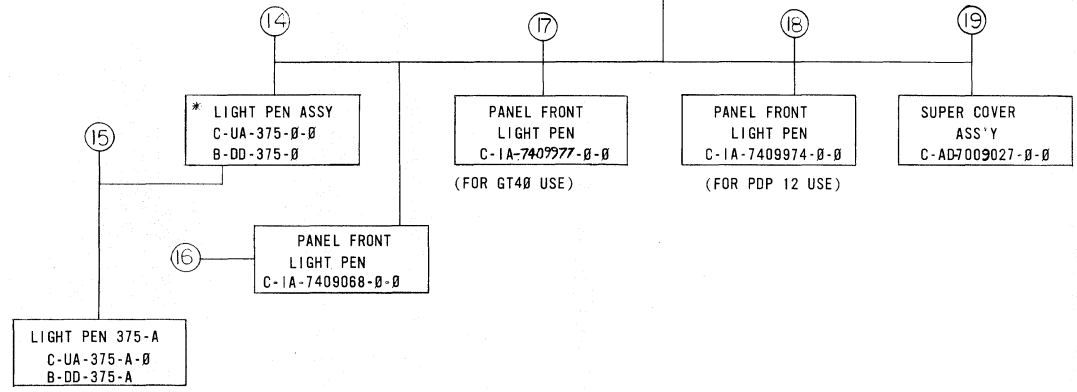 14
17
18
19
* LIGHT PEN ASSY
C-UA-375-Ø-Ø
B-DD-375-Ø
15
PANEL FRONT
LIGHT PEN
C-IA-7409977-Ø-Ø
(FOR GT4Ø USE)
PANEL FRONT
LIGHT PEN
C-IA-7409974-Ø-Ø
(FOR PDP 12 USE)
SUPER COVER
ASS'Y
C-AD-7009027-Ø-Ø
16
PANEL FRONT
LIGHT PEN
C-IA-7409068-Ø-Ø
LIGHT PEN 375-A
C-UA-375-A-Ø
B-DD-375-A